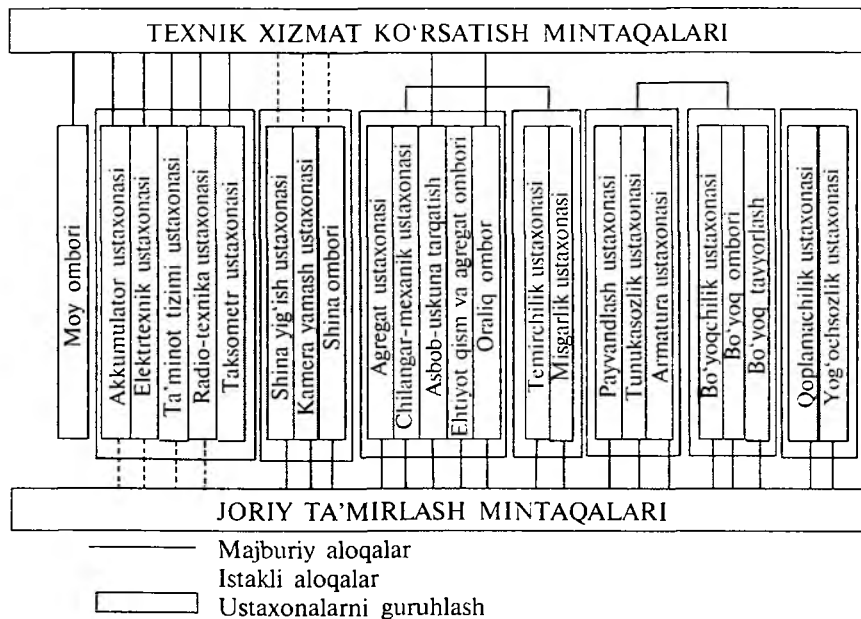 TEXNIK XIZMAT KO‘RSATISH MINTAQALARI
Moy ombori
Akkumulator ustaxonasi
Elektrtexnik ustaxonasi
Ta’minot tizimi ustaxonasi
Radio-texnika ustaxonasi
Taksometr ustaxonasi
Shina yig‘ish ustaxonasi
Kamera yamash ustaxonasi
Shina ombori
Agregat ustaxonasi
Chilangar-mexanik ustaxonasi
Asbob-uskuna tarqatish
Ehtiyot qism va agregat ombori
Oraliq ombor
Temirchilik ustaxonasi
Misgarlik ustaxonasi
Payvandlash ustaxonasi
Tunukasozlik ustaxonasi
Armatura ustaxonasi
Bo‘yoqchilik ustaxonasi
Bo‘yoq ombori
Bo‘yoq tayyorlash
Qoplamachilik ustaxonasi
Yog‘ochsozlik ustaxonasi
JORIY TA’MIRLASH MINTAQALARI
Majburiy aloqalar
Istakli aloqalar
Ustaxonalarni guruhlash